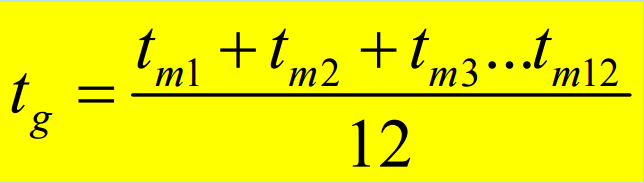 t_g = (t_m1 + t_m2 + t_m3...t_m12) / 12